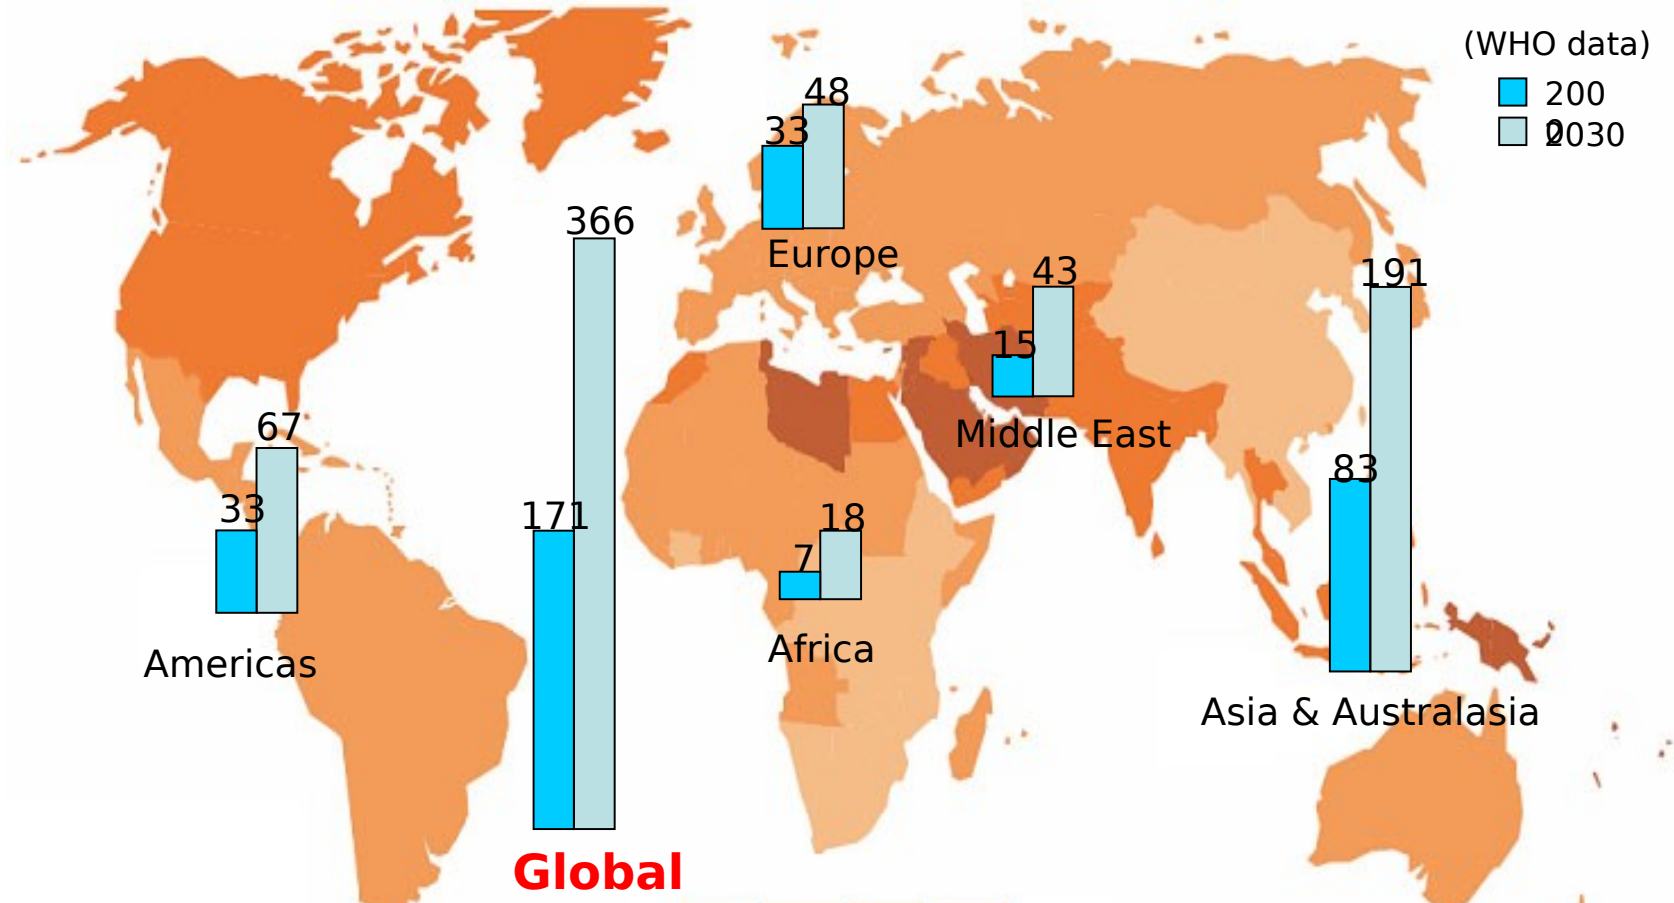 (WHO data)
2000
2030
48
33
Europe
366
171
Global
43
15
Middle East
191
83
Asia & Australasia
67
33
Americas
18
7
Africa